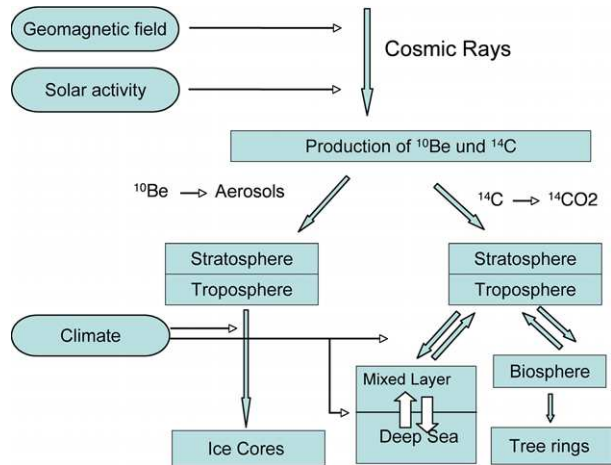 Geomagnetic field
Cosmic Rays
Solar activity
Production of ¹⁰Be und ¹⁴C
¹⁰Be → Aerosols
¹⁴C → ¹⁴CO2
Stratosphere
Troposphere
Stratosphere
Troposphere
Climate
Mixed Layer
Deep Sea
Biosphere
Ice Cores
Tree rings